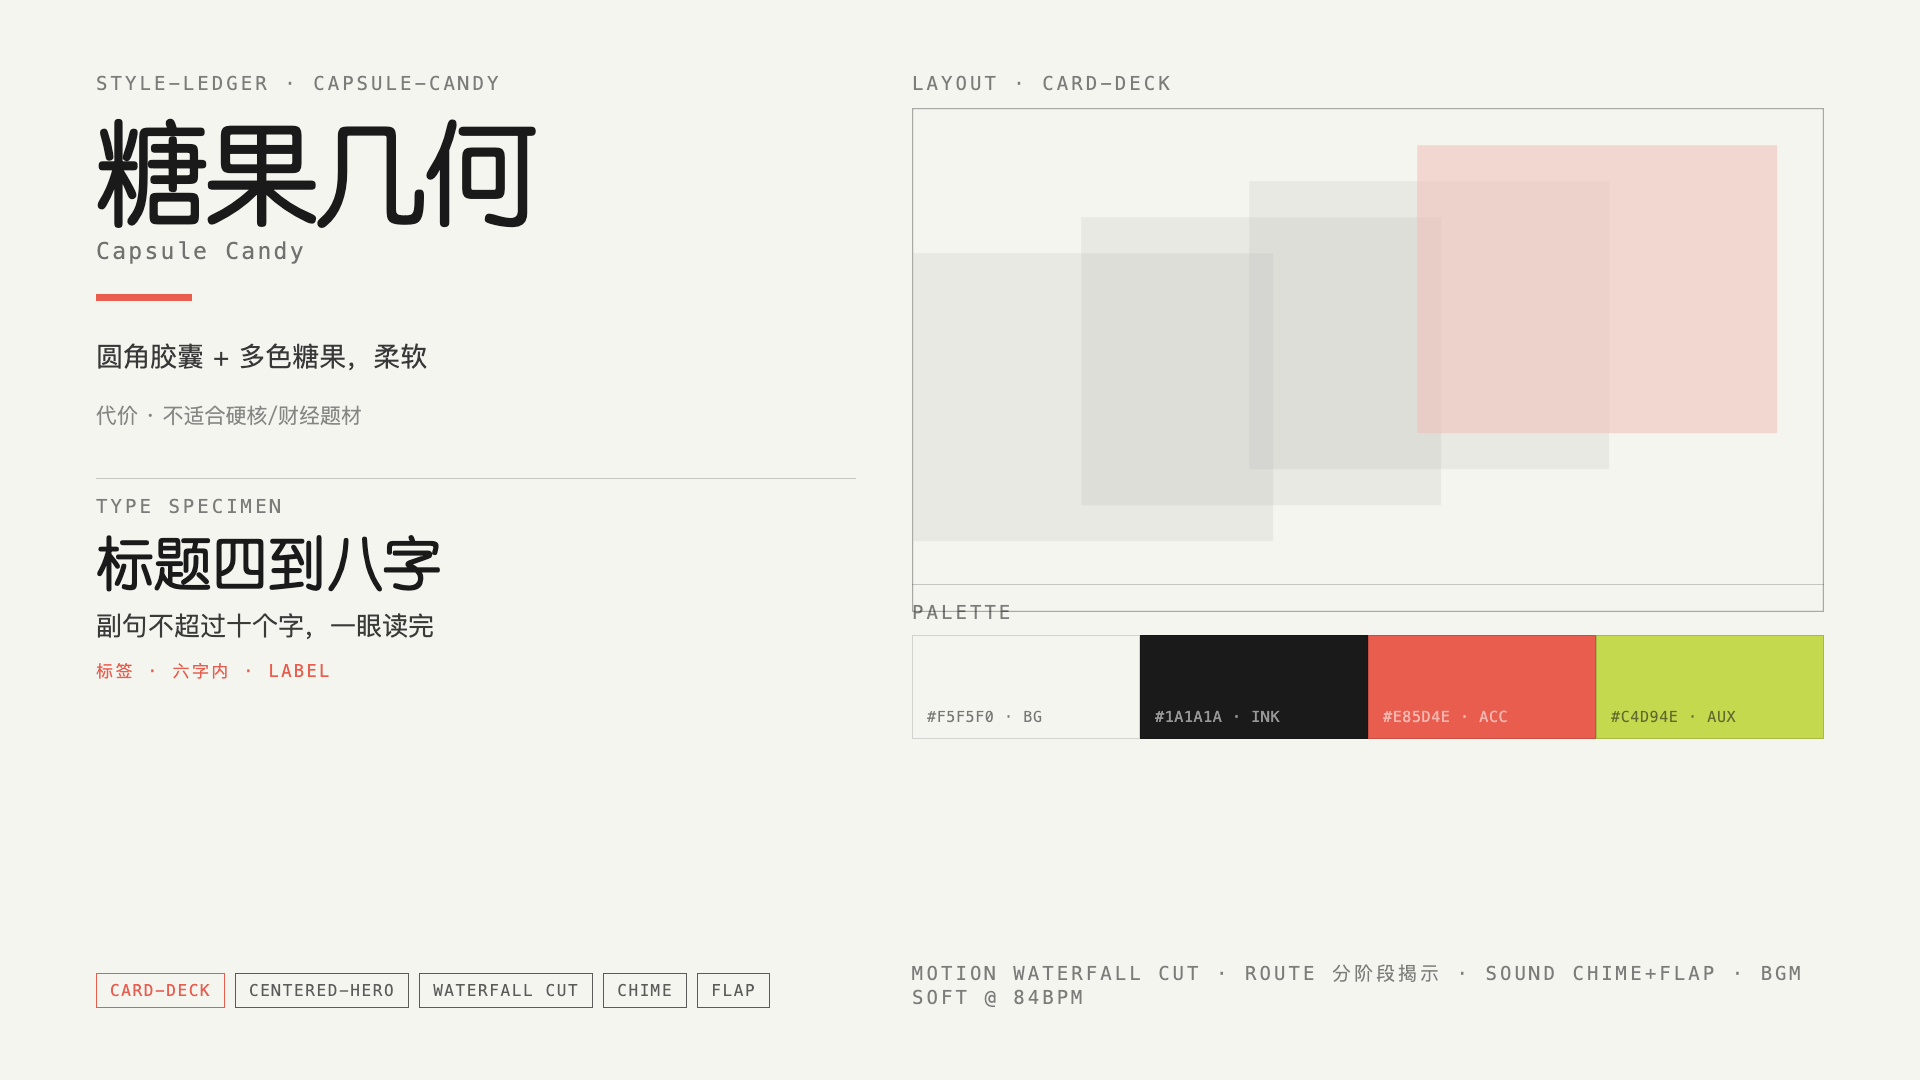 STYLE-LEDGER · CAPSULE-CANDY
糖果几何
Capsule Candy
圆角胶囊 + 多色糖果，柔软
代价 · 不适合硬核/财经题材
TYPE SPECIMEN
标题四到八字
副句不超过十个字，一眼读完
标签 · 六字内 · LABEL
CARD-DECK
CENTERED-HERO
WATERFALL CUT
CHIME
FLAP
LAYOUT · CARD-DECK
PALETTE
#F5F5F0 · BG
#1A1A1A · INK
#E85D4E · ACC
#C4D94E · AUX
MOTION WATERFALL CUT · ROUTE 分阶段揭示 · SOUND CHIME+FLAP · BGM
SOFT @ 84BPM